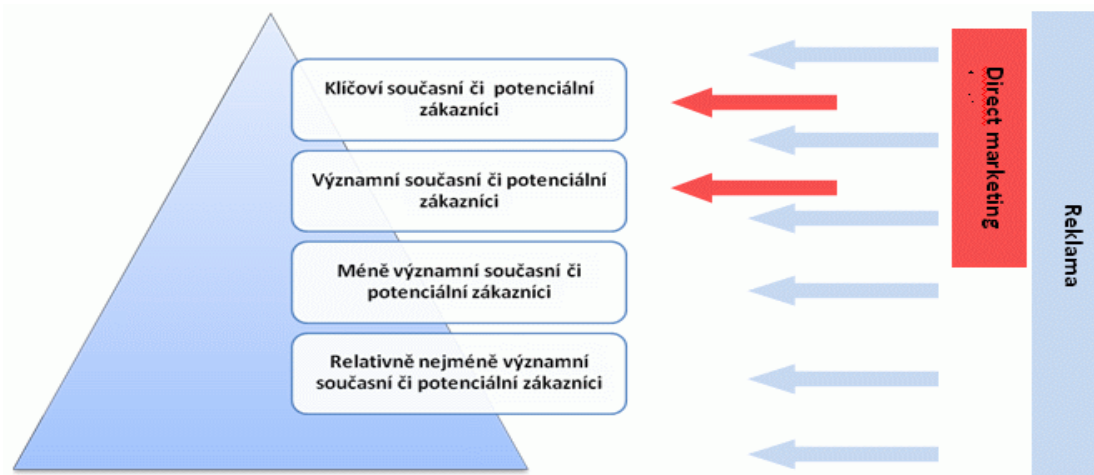 Klíčoví současní či potenciální
zákazníci
Významní současní či potenciální
zákazníci
Méně významní současní či
potenciální zákazníci
Relativně nejméně významní
současní či potenciální zákazníci
Direct marketing
Reklama